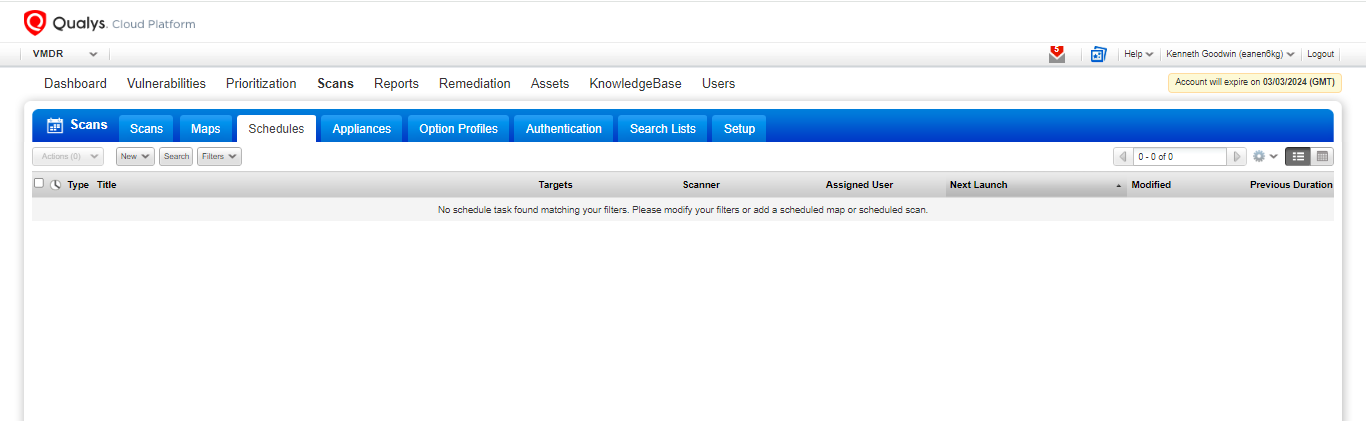 Qualys. Cloud Platform
VMDR
5
Help
Kenneth Goodwin (eanen6kg)
Logout
Dashboard Vulnerabilities Prioritization Scans Reports Remediation Assets KnowledgeBase Users
Account will expire on 03/03/2024 (GMT)
Scans Scans Maps Schedules Appliances Option Profiles Authentication Search Lists Setup
Actions (0) New Search Filters 0 - 0 of 0
Type Title Targets Scanner Assigned User Next Launch Modified Previous Duration
No schedule task found matching your filters. Please modify your filters or add a scheduled map or scheduled scan.